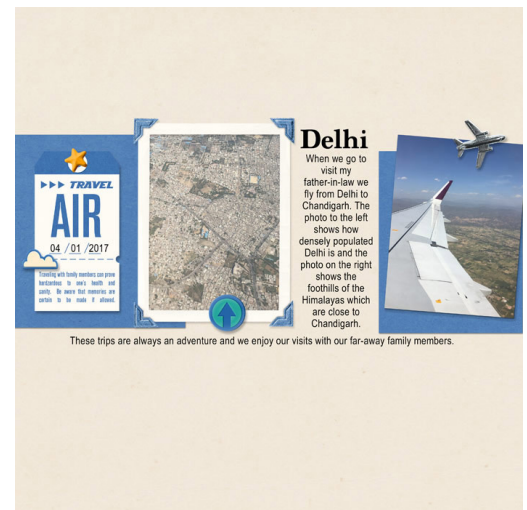 TRAVEL
AIR
04 / 01 / 2017
Traveling with family members can prove
hardzardous to one's health and
sanity. Be aware that memories are
certain to be made if allowed.
Delhi
When we go to
visit my
father-in-law we
fly from Delhi to
Chandigarh. The
photo to the left
shows how
densely populated
Delhi is and the
photo on the right
shows the
foothills of the
Himalayas which
are close to
Chandigarh.
These trips are always an adventure and we enjoy our visits with our far-away family members.